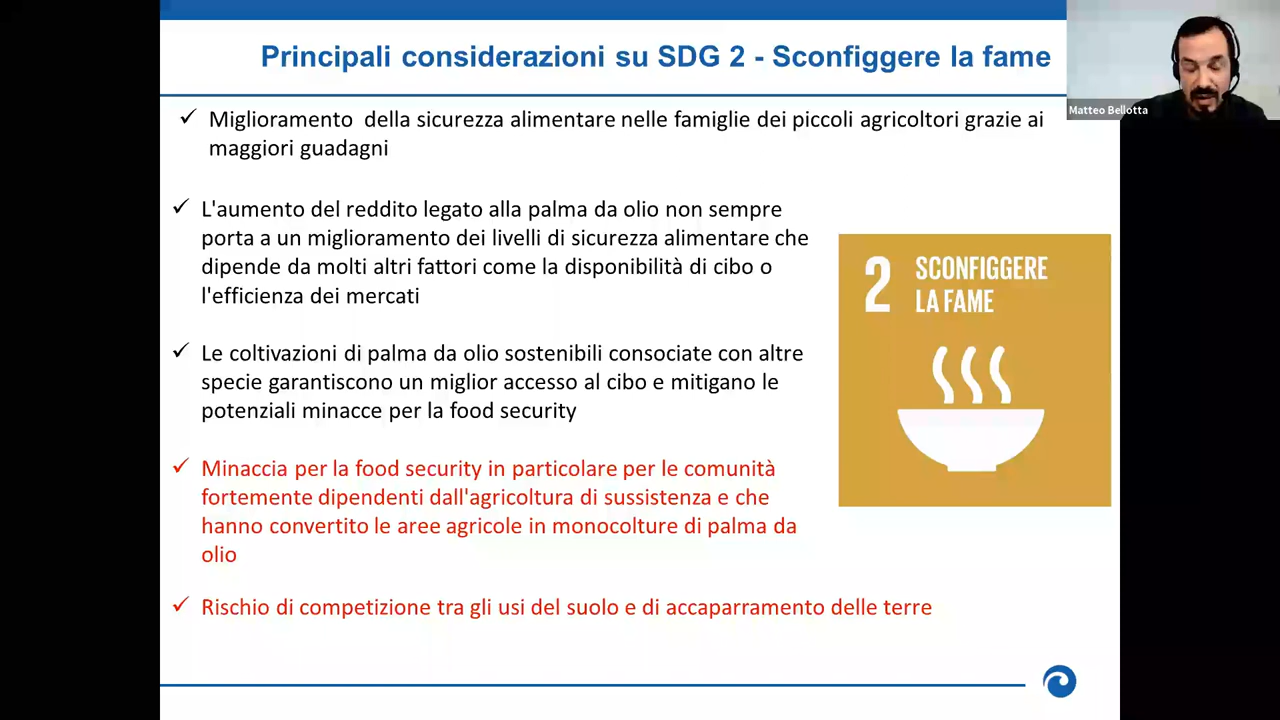 Principali considerazioni su SDG 2 - Sconfiggere la fame
Matteo Bellotta
Miglioramento della sicurezza alimentare nelle famiglie dei piccoli agricoltori grazie ai
maggiori guadagni
L'aumento del reddito legato alla palma da olio non sempre
porta a un miglioramento dei livelli di sicurezza alimentare che
dipende da molti altri fattori come la disponibilità di cibo o
l'efficienza dei mercati
2 SCONFIGGERE
LA FAME
Le coltivazioni di palma da olio sostenibili consociate con altre
specie garantiscono un miglior accesso al cibo e mitigano le
potenziali minacce per la food security
Minaccia per la food security in particolare per le comunità
fortemente dipendenti dall'agricoltura di sussistenza e che
hanno convertito le aree agricole in monocolture di palma da
olio
Rischio di competizione tra gli usi del suolo e di accaparramento delle terre